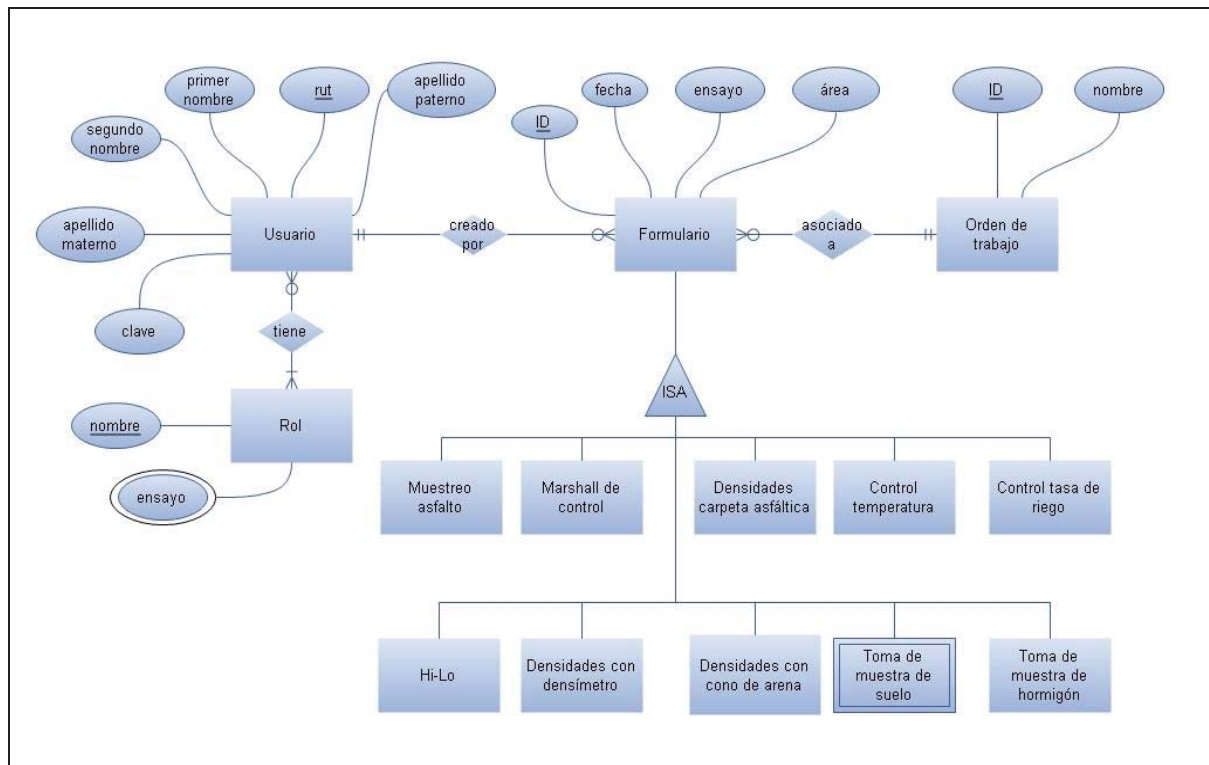 primer
nombre
rut
apellido
paterno
segundo
nombre
apellido
materno
Usuario
clave
creado
por
tiene
nombre
Rol
ensayo
ID
fecha
ensayo
área
Formulario
asociado
a
ID
nombre
Orden de
trabajo
ISA
Muestreo
asfalto
Marshall de
control
Densidades
carpeta asfáltica
Control
temperatura
Control tasa de
riego
Hi-Lo
Densidades con
densímetro
Densidades con
cono de arena
Toma de
muestra de
suelo
Toma de
muestra de
hormigón